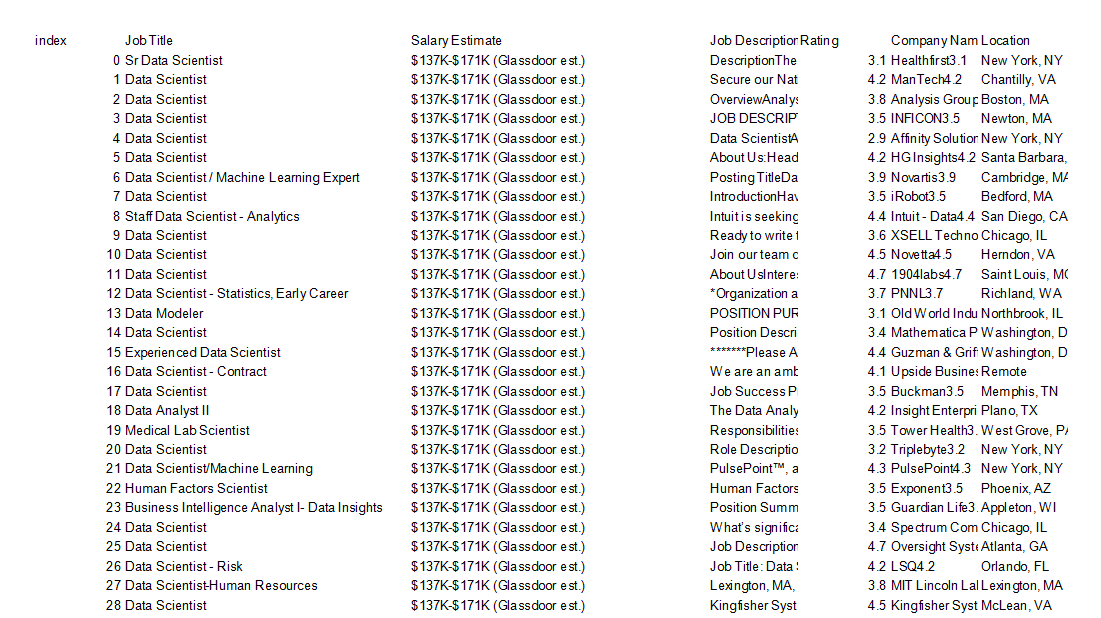 index Job Title Salary Estimate Job Description Rating Company Nam Location
0 Sr Data Scientist $137K-$171K (Glassdoor est.) DescriptionThe 3.1 Healthfirst3.1 New York, NY
1 Data Scientist $137K-$171K (Glassdoor est.) Secure our Nat 4.2 ManTech4.2 Chantilly, VA
2 Data Scientist $137K-$171K (Glassdoor est.) OverviewAnalys 3.8 Analysis Group Boston, MA
3 Data Scientist $137K-$171K (Glassdoor est.) JOB DESCRIPT 3.5 INFICON3.5 Newton, MA
4 Data Scientist $137K-$171K (Glassdoor est.) Data ScientistA 2.9 Affinity Solution New York, NY
5 Data Scientist $137K-$171K (Glassdoor est.) About Us:Head 4.2 HG Insights4.2 Santa Barbara,
6 Data Scientist / Machine Learning Expert $137K-$171K (Glassdoor est.) Posting TitleDa 3.9 Novartis3.9 Cambridge, MA
7 Data Scientist $137K-$171K (Glassdoor est.) IntroductionHav 3.5 iRobot3.5 Bedford, MA
8 Staff Data Scientist - Analytics $137K-$171K (Glassdoor est.) Intuit is seeking 4.4 Intuit - Data4.4 San Diego, CA
9 Data Scientist $137K-$171K (Glassdoor est.) Ready to write t 3.6 XSELL Techno Chicago, IL
10 Data Scientist $137K-$171K (Glassdoor est.) Join our team o 4.5 Novetta4.5 Herndon, VA
11 Data Scientist $137K-$171K (Glassdoor est.) About UsInteres 4.7 1904labs4.7 Saint Louis, MO
12 Data Scientist - Statistics, Early Career $137K-$171K (Glassdoor est.) *Organization a 3.7 PNNL3.7 Richland, WA
13 Data Modeler $137K-$171K (Glassdoor est.) POSITION PUR 3.1 Old World Indu Northbrook, IL
14 Data Scientist $137K-$171K (Glassdoor est.) Position Descri 3.4 Mathematica P Washington, D
15 Experienced Data Scientist $137K-$171K (Glassdoor est.) *******Please A 4.4 Guzman & Grif Washington, D
16 Data Scientist - Contract $137K-$171K (Glassdoor est.) We are an amb 4.1 Upside Busines Remote
17 Data Scientist $137K-$171K (Glassdoor est.) Job Success P 3.5 Buckman3.5 Memphis, TN
18 Data Analyst II $137K-$171K (Glassdoor est.) The Data Analy 4.2 Insight Enterpri Plano, TX
19 Medical Lab Scientist $137K-$171K (Glassdoor est.) Responsibilities 3.5 Tower Health3. West Grove, PA
20 Data Scientist $137K-$171K (Glassdoor est.) Role Descriptio 3.2 Triplebyte3.2 New York, NY
21 Data Scientist/Machine Learning $137K-$171K (Glassdoor est.) PulsePoint™, a 4.3 PulsePoint4.3 New York, NY
22 Human Factors Scientist $137K-$171K (Glassdoor est.) Human Factors 3.5 Exponent3.5 Phoenix, AZ
23 Business Intelligence Analyst I- Data Insights $137K-$171K (Glassdoor est.) Position Summ 3.5 Guardian Life3. Appleton, WI
24 Data Scientist $137K-$171K (Glassdoor est.) What's significa 3.4 Spectrum Com Chicago, IL
25 Data Scientist $137K-$171K (Glassdoor est.) Job Description 4.7 Oversight Syste Atlanta, GA
26 Data Scientist - Risk $137K-$171K (Glassdoor est.) Job Title: Data S 4.2 LSQ4.2 Orlando, FL
27 Data Scientist-Human Resources $137K-$171K (Glassdoor est.) Lexington, MA, 3.8 MIT Lincoln Lab Lexington, MA
28 Data Scientist $137K-$171K (Glassdoor est.) Kingfisher Syst 4.5 Kingfisher Syst McLean, VA